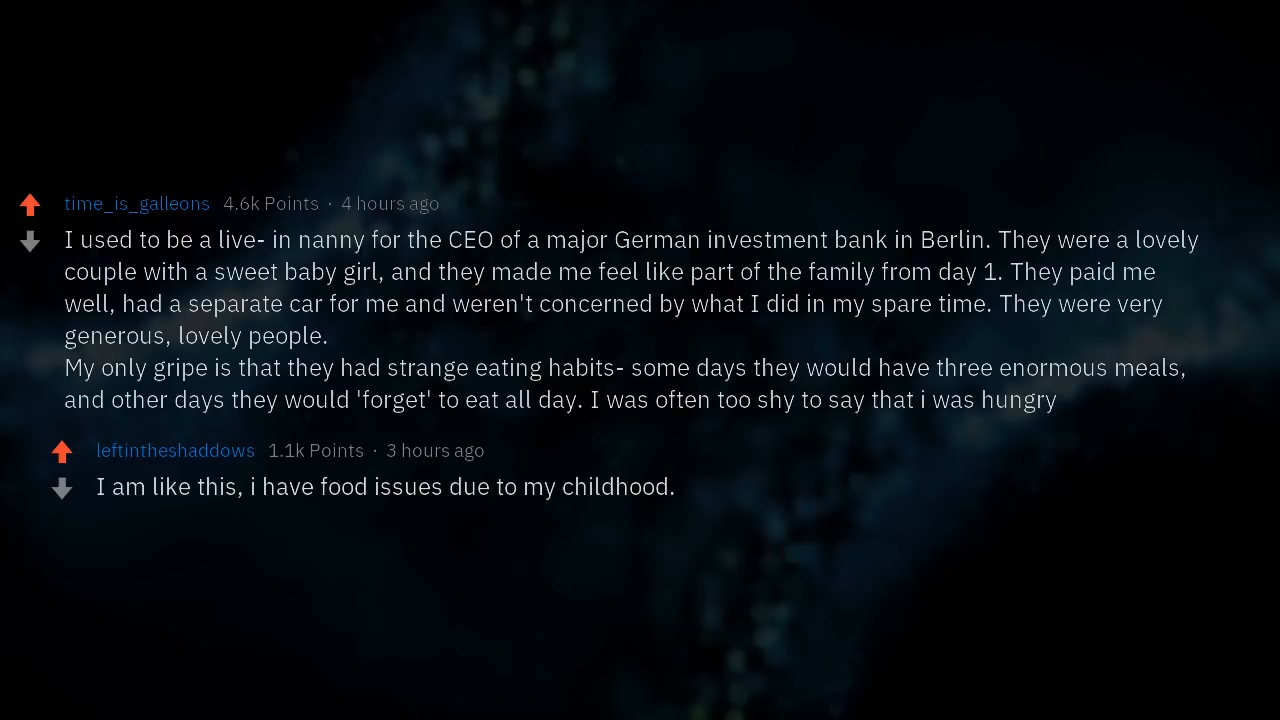 time_is_galleons 4.6k Points · 4 hours ago
I used to be a live- in nanny for the CEO of a major German investment bank in Berlin. They were a lovely
couple with a sweet baby girl, and they made me feel like part of the family from day 1. They paid me
well, had a separate car for me and weren't concerned by what I did in my spare time. They were very
generous, lovely people.
My only gripe is that they had strange eating habits- some days they would have three enormous meals,
and other days they would 'forget' to eat all day. I was often too shy to say that i was hungry
leftintheshaddows 1.1k Points · 3 hours ago
I am like this, i have food issues due to my childhood.